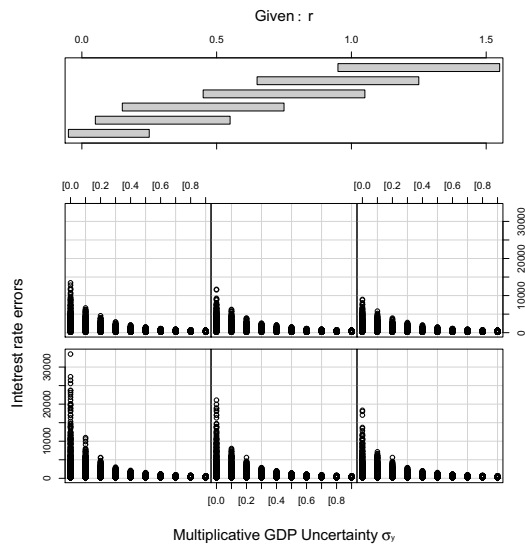 Given : r
0.0 0.5 1.0 1.5
[0.0 [0.2 [0.4 [0.6 [0.8 [0.0 [0.2 [0.4 [0.6 [0.8
0 10000 20000 30000
Intetrest rate errors
0 10000 20000 30000
[0.0 [0.2 [0.4 [0.6 [0.8
Multiplicative GDP Uncertainty σy